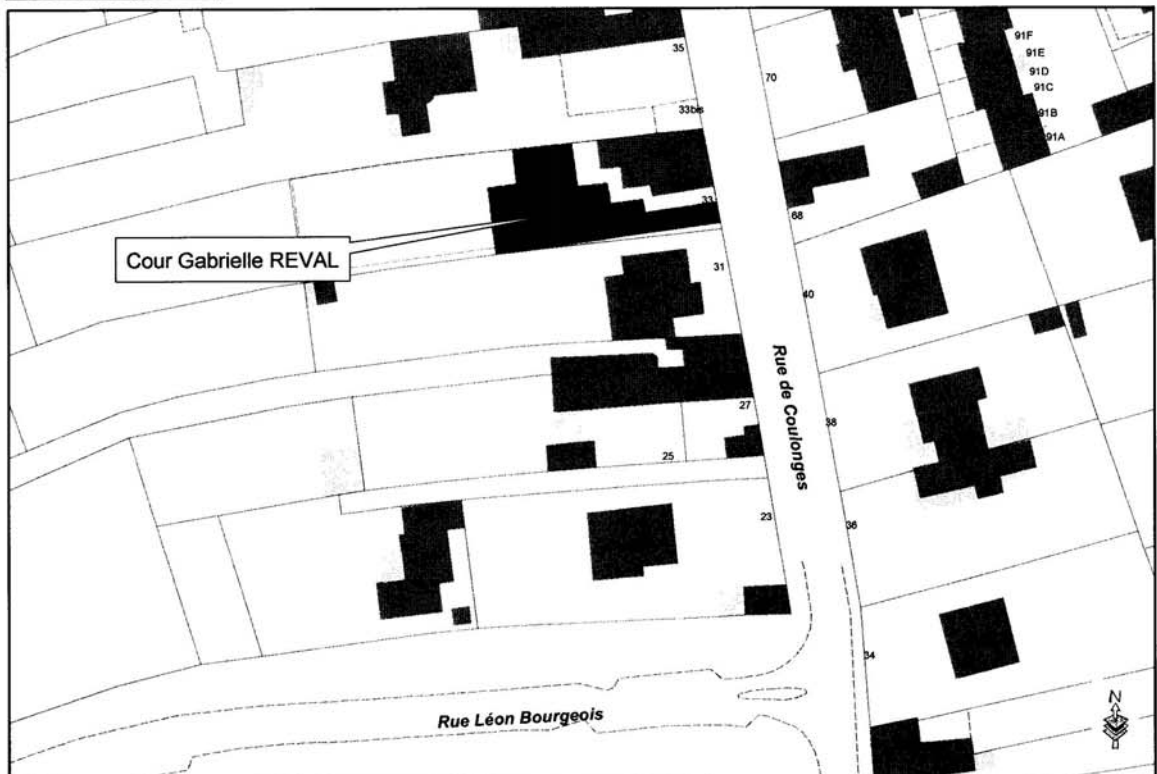 35
70
91F
91E
91D
91C
91B
91A
33bis
33
68
Cour Gabrielle REVAL
31
40
Rue de Coulonges
27
38
25
23
36
34
Rue Léon Bourgeois
N